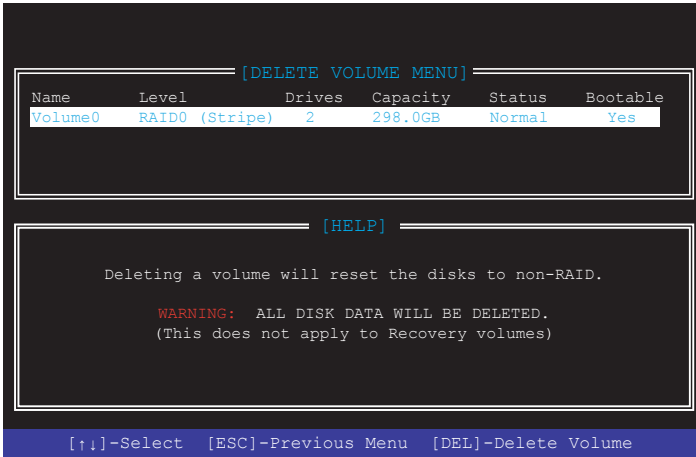 [DELETE VOLUME MENU]
Name Level Drives Capacity Status Bootable
Volume0 RAID0 (Stripe) 2 298.0GB Normal Yes
[HELP]
Deleting a volume will reset the disks to non-RAID.
WARNING: ALL DISK DATA WILL BE DELETED.
(This does not apply to Recovery volumes)
[↑↓]-Select [ESC]-Previous Menu [DEL]-Delete Volume